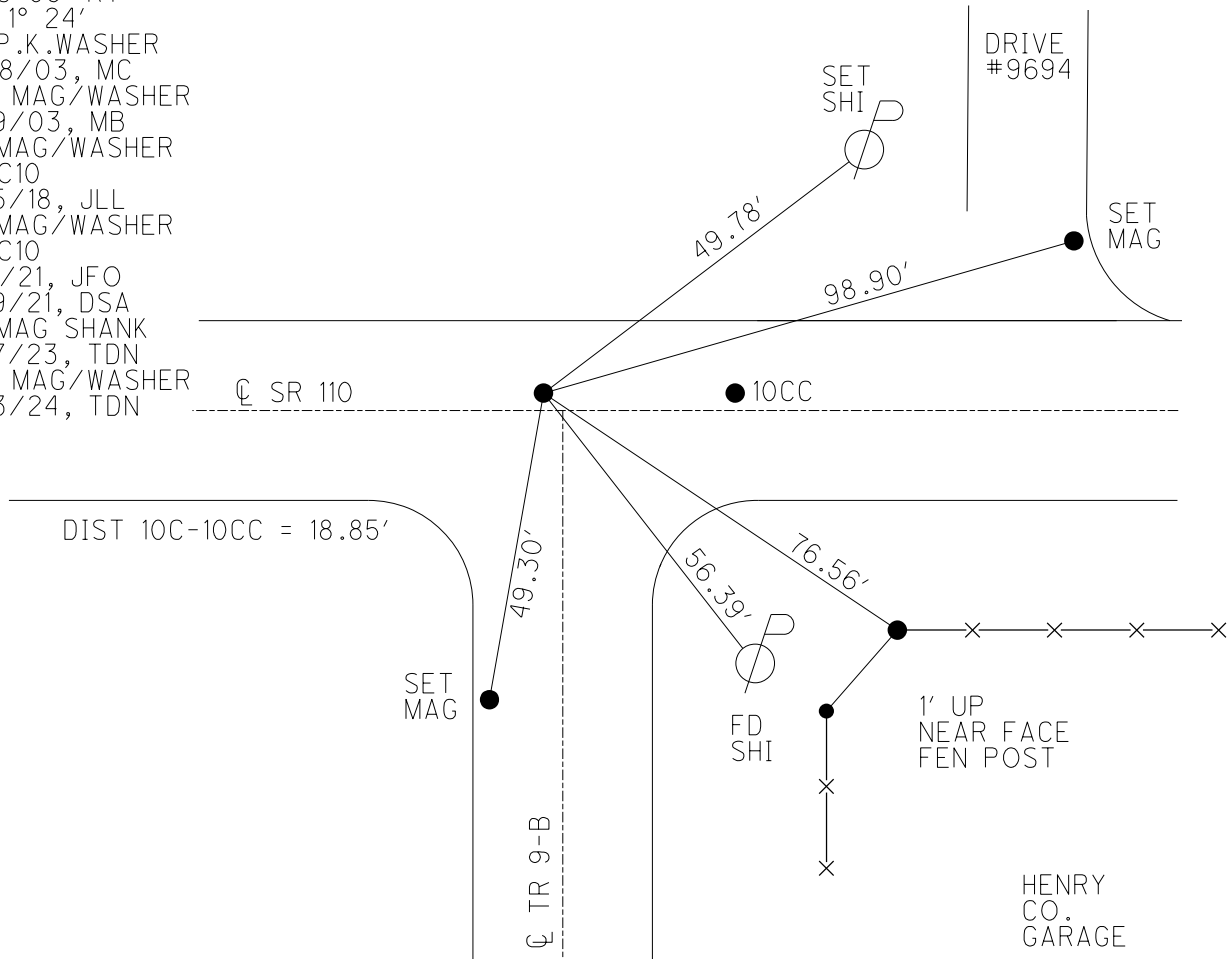 1° 24'
P.K.WASHER
8/03, MC
MAG/WASHER
9/03, MB
MAG/WASHER
C10
5/18, JLL
MAG/WASHER
C10
/21, JFO
9/21, DSA
MAG SHANK
7/23, TDN
MAG/WASHER
3/24, TDN
DRIVE
#9694
SET
SHI
SET
MAG
49.78'
98.90'
℄ SR 110
10CC
DIST 10C-10CC = 18.85'
49.30'
56.39'
76.56'
SET
MAG
FD
SHI
1' UP
NEAR FACE
FEN POST
℄ TR 9-B
HENRY
CO.
GARAGE